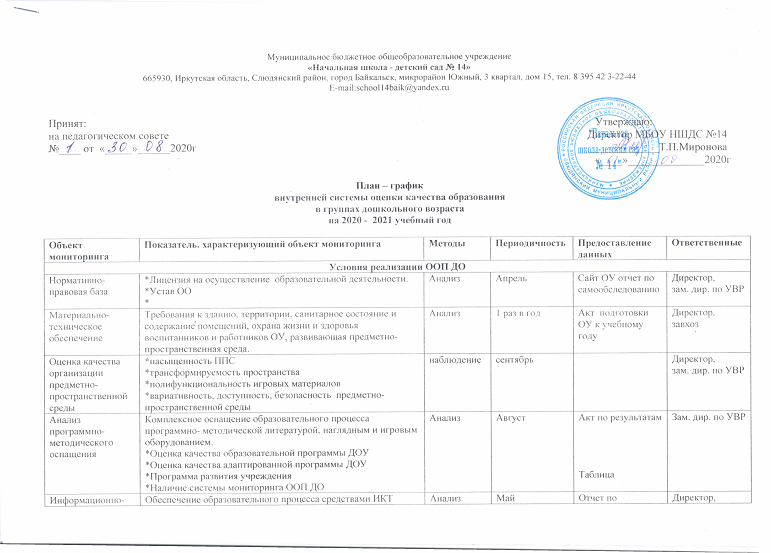 Муниципальное бюджетное общеобразовательное учреждение
«Начальная школа - детский сад № 14»
665930, Иркутская область, Слюдянский район, город Байкальск, микрорайон Южный, 3 квартал, дом 15, тел. 8 395 42 3-22-44
E-mail:school14baik@yandex.ru
Принят:
на педагогическом совете
№ 1 от « 30 » 08 2020г
Утверждаю:
Директор МБОУ НШДС №14
Т.П.Миронова
« » 08 2020г
План – график
внутренней системы оценки качества образования
в группах дошкольного возраста
на 2020 - 2021 учебный год
Объект мониторинга
Показатель. характеризующий объект мониторинга
Методы
Периодичность
Предоставление данных
Ответственные
Условия реализации ООП ДО
Нормативно-
правовая база
*Лицензия на осуществление образовательной деятельности.
*Устав ОО
*
Анализ
Апрель
Сайт ОУ отчет по
самообследованию
Директор,
зам. дир. по УВР
Материально-
техническое
обеспечение
Требования к зданию, территории, санитарное состояние и
содержание помещений, охрана жизни и здоровья
воспитанников и работников ОУ, развивающая предметно-
пространственная среда.
Анализ
1 раз в год
Акт подготовки
ОУ к учебному
году
Директор.
завхоз
Оценка качества
организации
предметно-
пространственной
среды
*насыщенность ППС
*трансформируемость пространства
*полифункциональность игровых материалов
*вариативность, доступность, безопасность предметно-
пространственной среды
наблюдение
сентябрь
Директор,
зам. дир. по УВР
Анализ
программно-
методического
оснащения
Комплексное оснащение образовательного процесса
программно- методической литературой, наглядным и игровым
оборудованием.
*Оценка качества образовательной программы ДОУ
*Оценка качества адаптированной программы ДОУ
*Программа развития учреждения
*Наличие системы мониторинга ООП ДО
Анализ
Август
Акт по результатам
Таблица
Зам. дир. по УВР
Информационно-
Обеспечение образовательного процесса средствами ИКТ
Анализ
Май
Отчет по
Директор,